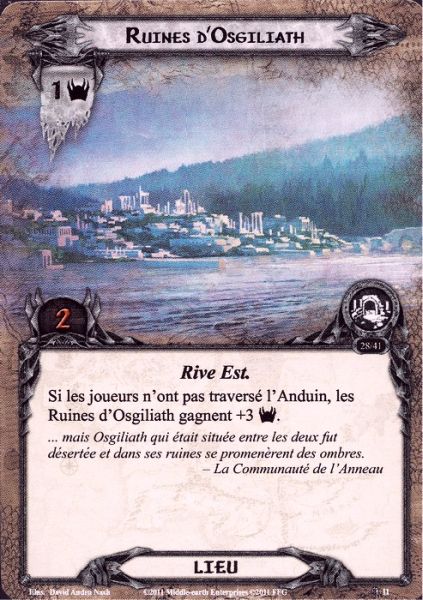 Ruines d'Osgiliath
1
2
28/41
Rive Est.
Si les joueurs n'ont pas traversé l'Anduin, les
Ruines d'Osgiliath gagnent +3 .
... mais Osgiliath qui était située entre les deux fut
désertée et dans ses ruines se promenèrent des ombres.
– La Communauté de l'Anneau
LIEU
Illus. David Andru Nash ©2011 Middle-earth Enterprises ©2011 FFG 11